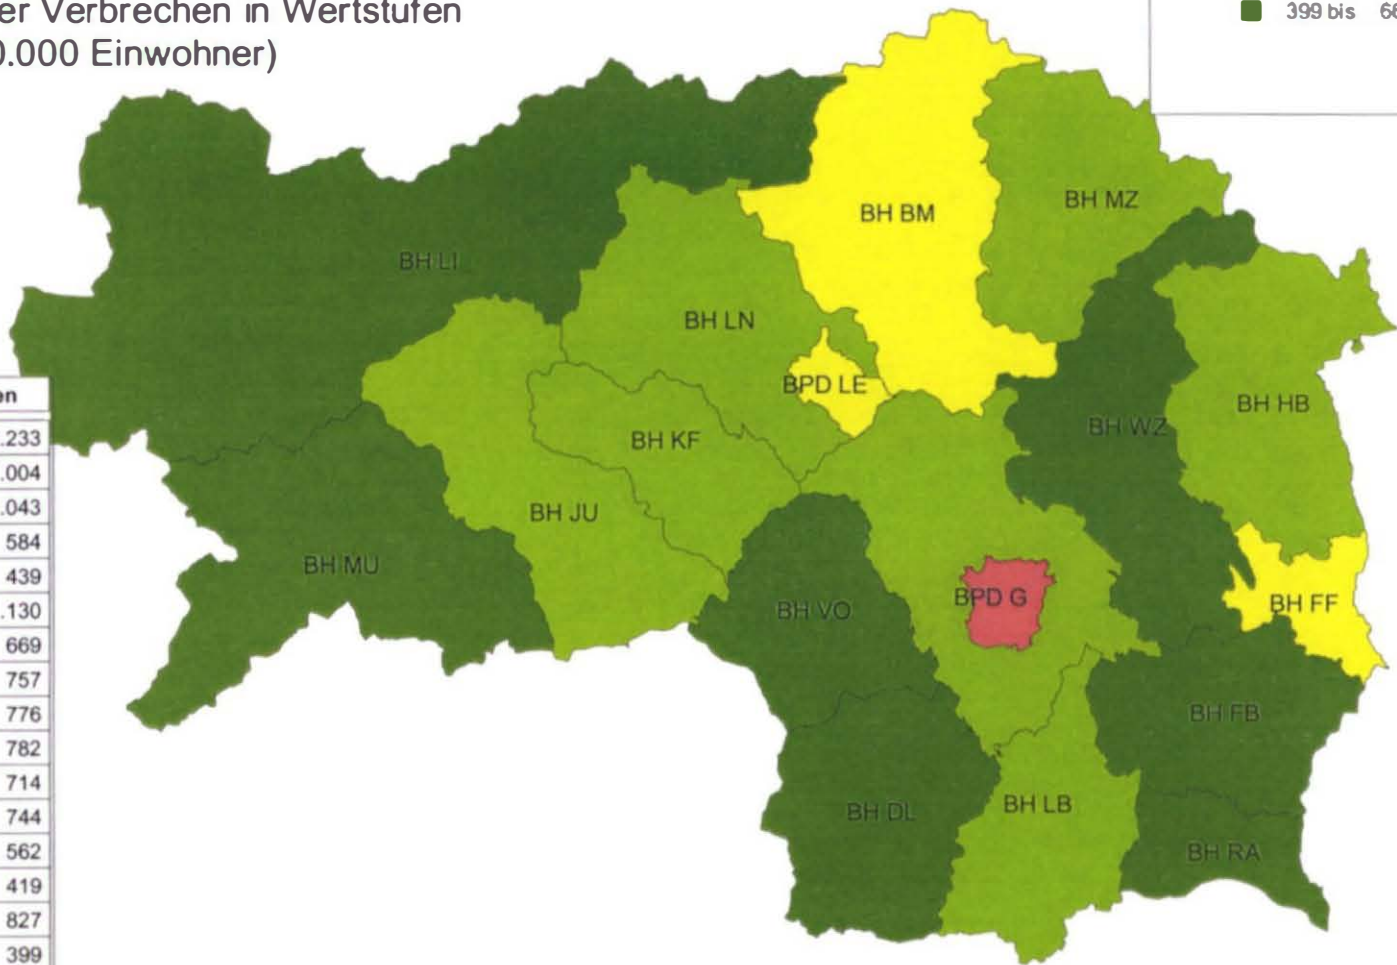 er Verbrechen in Wertstufen
0.000 Einwohner)
399 bis 68
BH BM
BH MZ
BH LI
BH LN
BPD LE
BH HB
BH WZ
BH KF
BH JU
BH MU
BH VO
BPD G
BH FF
BH FB
BH DL
BH LB
BH RA
en
.233
.004
.043
584
439
.130
669
757
776
782
714
744
562
419
827
399